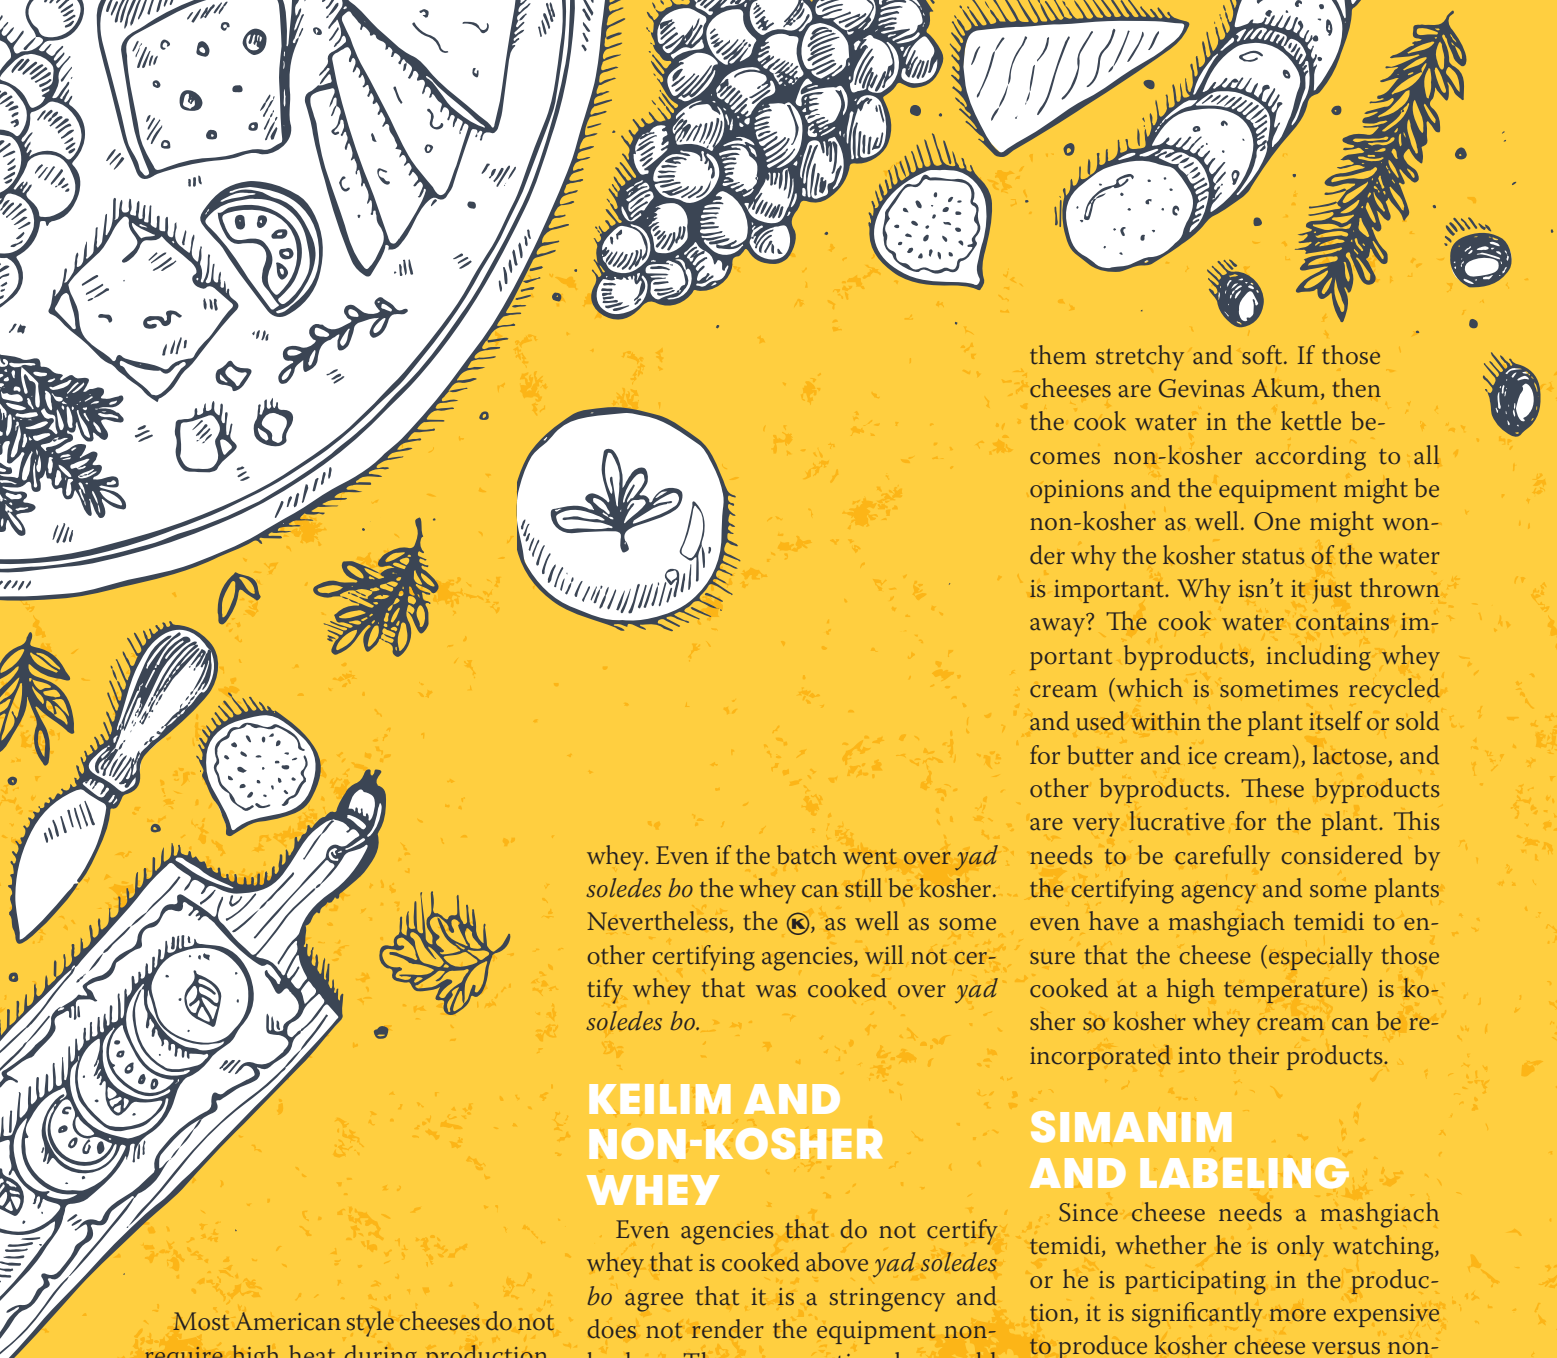 Most American style cheeses do not
require high heat during production.
whey. Even if the batch went over yad
soledes bo the whey can still be kosher.
Nevertheless, the K, as well as some
other certifying agencies, will not cer-
tify whey that was cooked over yad
soledes bo.
KEILIM AND
NON-KOSHER
WHEY
Even agencies that do not certify
whey that is cooked above yad soledes
bo agree that it is a stringency and
does not render the equipment non-
them stretchy and soft. If those
cheeses are Gevinas Akum, then
the cook water in the kettle be-
comes non-kosher according to all
opinions and the equipment might be
non-kosher as well. One might won-
der why the kosher status of the water
is important. Why isn't it just thrown
away? The cook water contains im-
portant byproducts, including whey
cream (which is sometimes recycled
and used within the plant itself or sold
for butter and ice cream), lactose, and
other byproducts. These byproducts
are very lucrative for the plant. This
needs to be carefully considered by
the certifying agency and some plants
even have a mashgiach temidi to en-
sure that the cheese (especially those
cooked at a high temperature) is ko-
sher so kosher whey cream can be re-
incorporated into their products.
SIMANIM
AND LABELING
Since cheese needs a mashgiach
temidi, whether he is only watching,
or he is participating in the produc-
tion, it is significantly more expensive
to produce kosher cheese versus non-